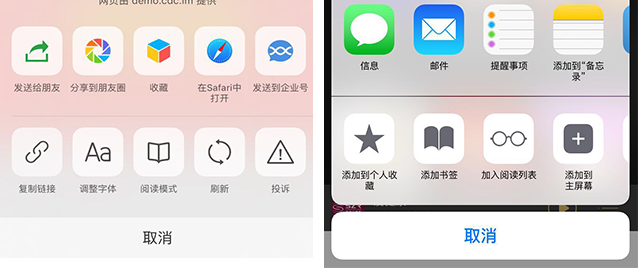 网页由 demo.cdc.im 提供
发送给朋友
分享到朋友圈
收藏
在Safari中
打开
发送到企业号
复制链接
Aa
调整字体
阅读模式
刷新
投诉
取消
信息
邮件
提醒事项
添加到“备忘
录”
添加到个人收
藏
添加书签
加入阅读列表
添加到
主屏幕
取消